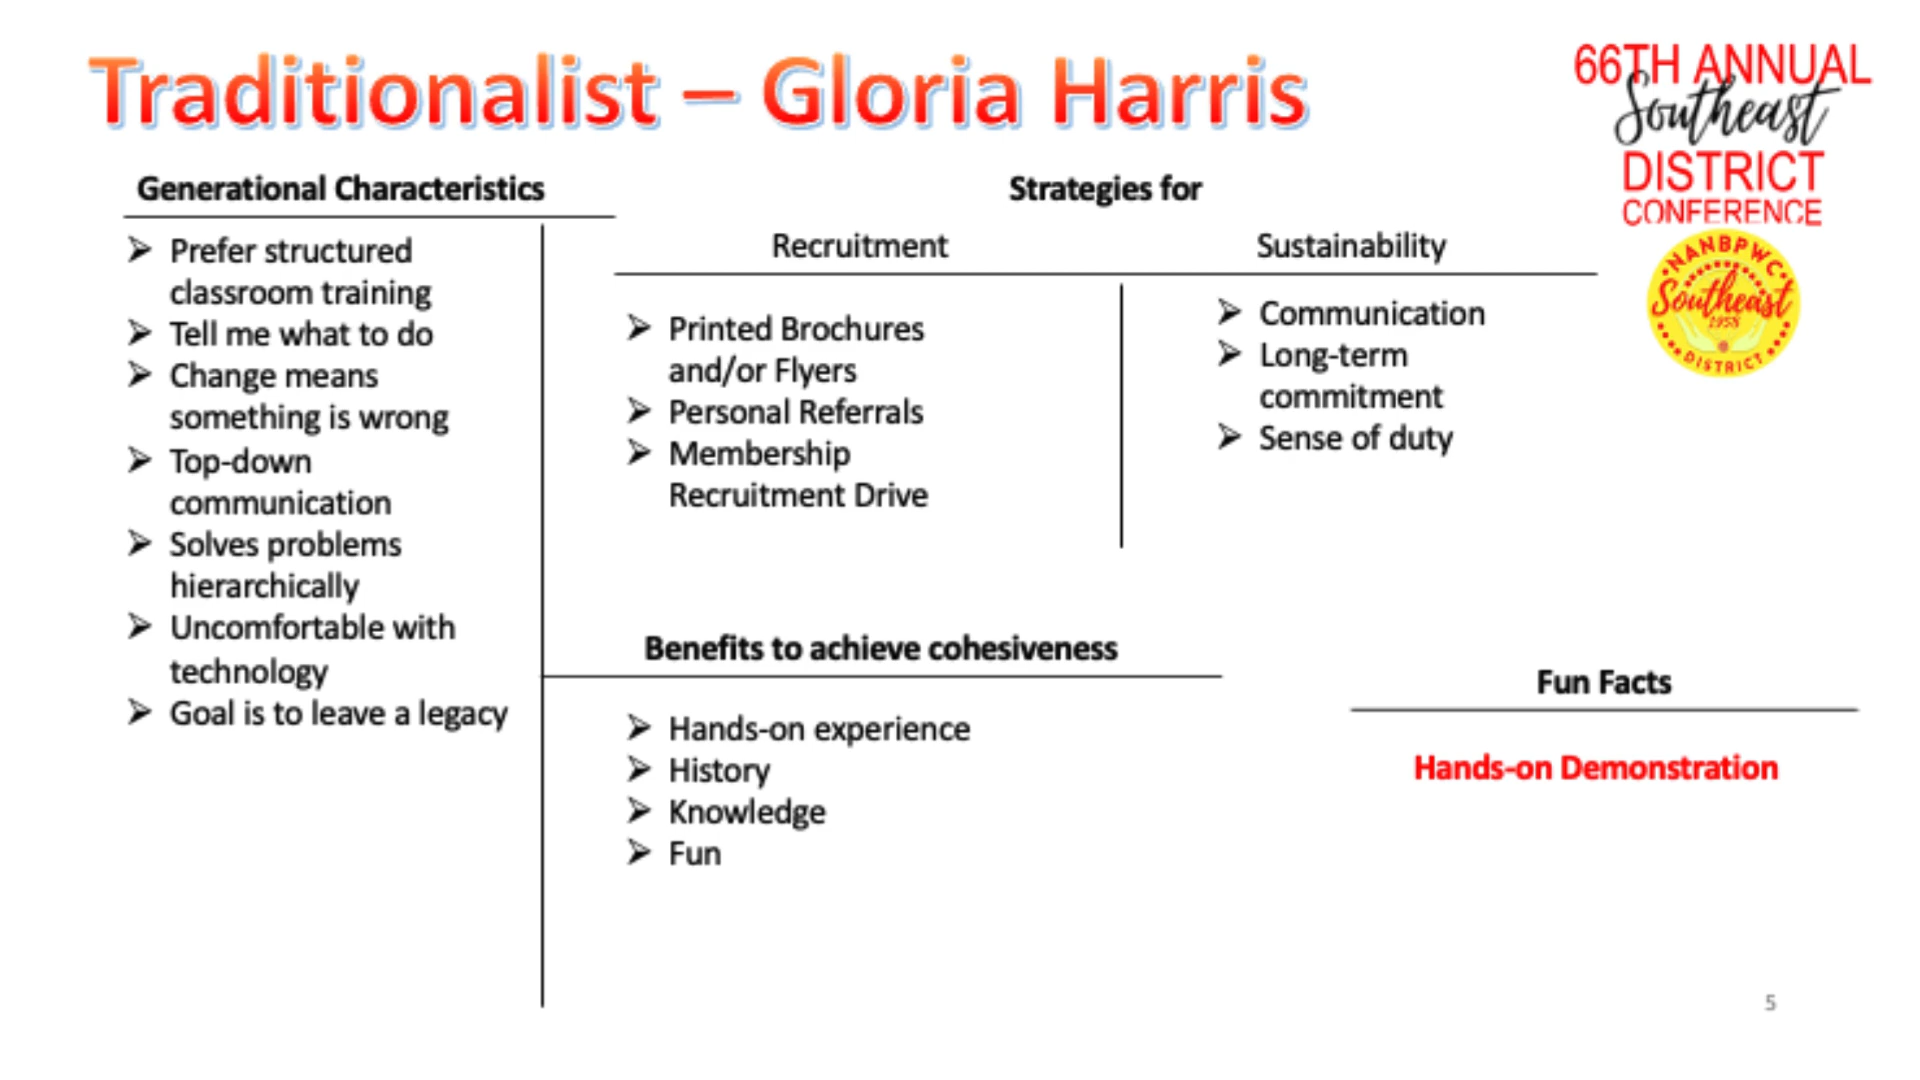 Traditionalist – Gloria Harris
66TH ANNUAL
Southeast
DISTRICT
CONFERENCE
NANBPWC
Southeast
1958
DISTRICT
Generational Characteristics
➢ Prefer structured
classroom training
➢ Tell me what to do
➢ Change means
something is wrong
➢ Top-down
communication
➢ Solves problems
hierarchically
➢ Uncomfortable with
technology
➢ Goal is to leave a legacy
Strategies for
Recruitment
➢ Printed Brochures
and/or Flyers
➢ Personal Referrals
➢ Membership
Recruitment Drive
Sustainability
➢ Communication
➢ Long-term
commitment
➢ Sense of duty
Benefits to achieve cohesiveness
➢ Hands-on experience
➢ History
➢ Knowledge
➢ Fun
Fun Facts
Hands-on Demonstration
5